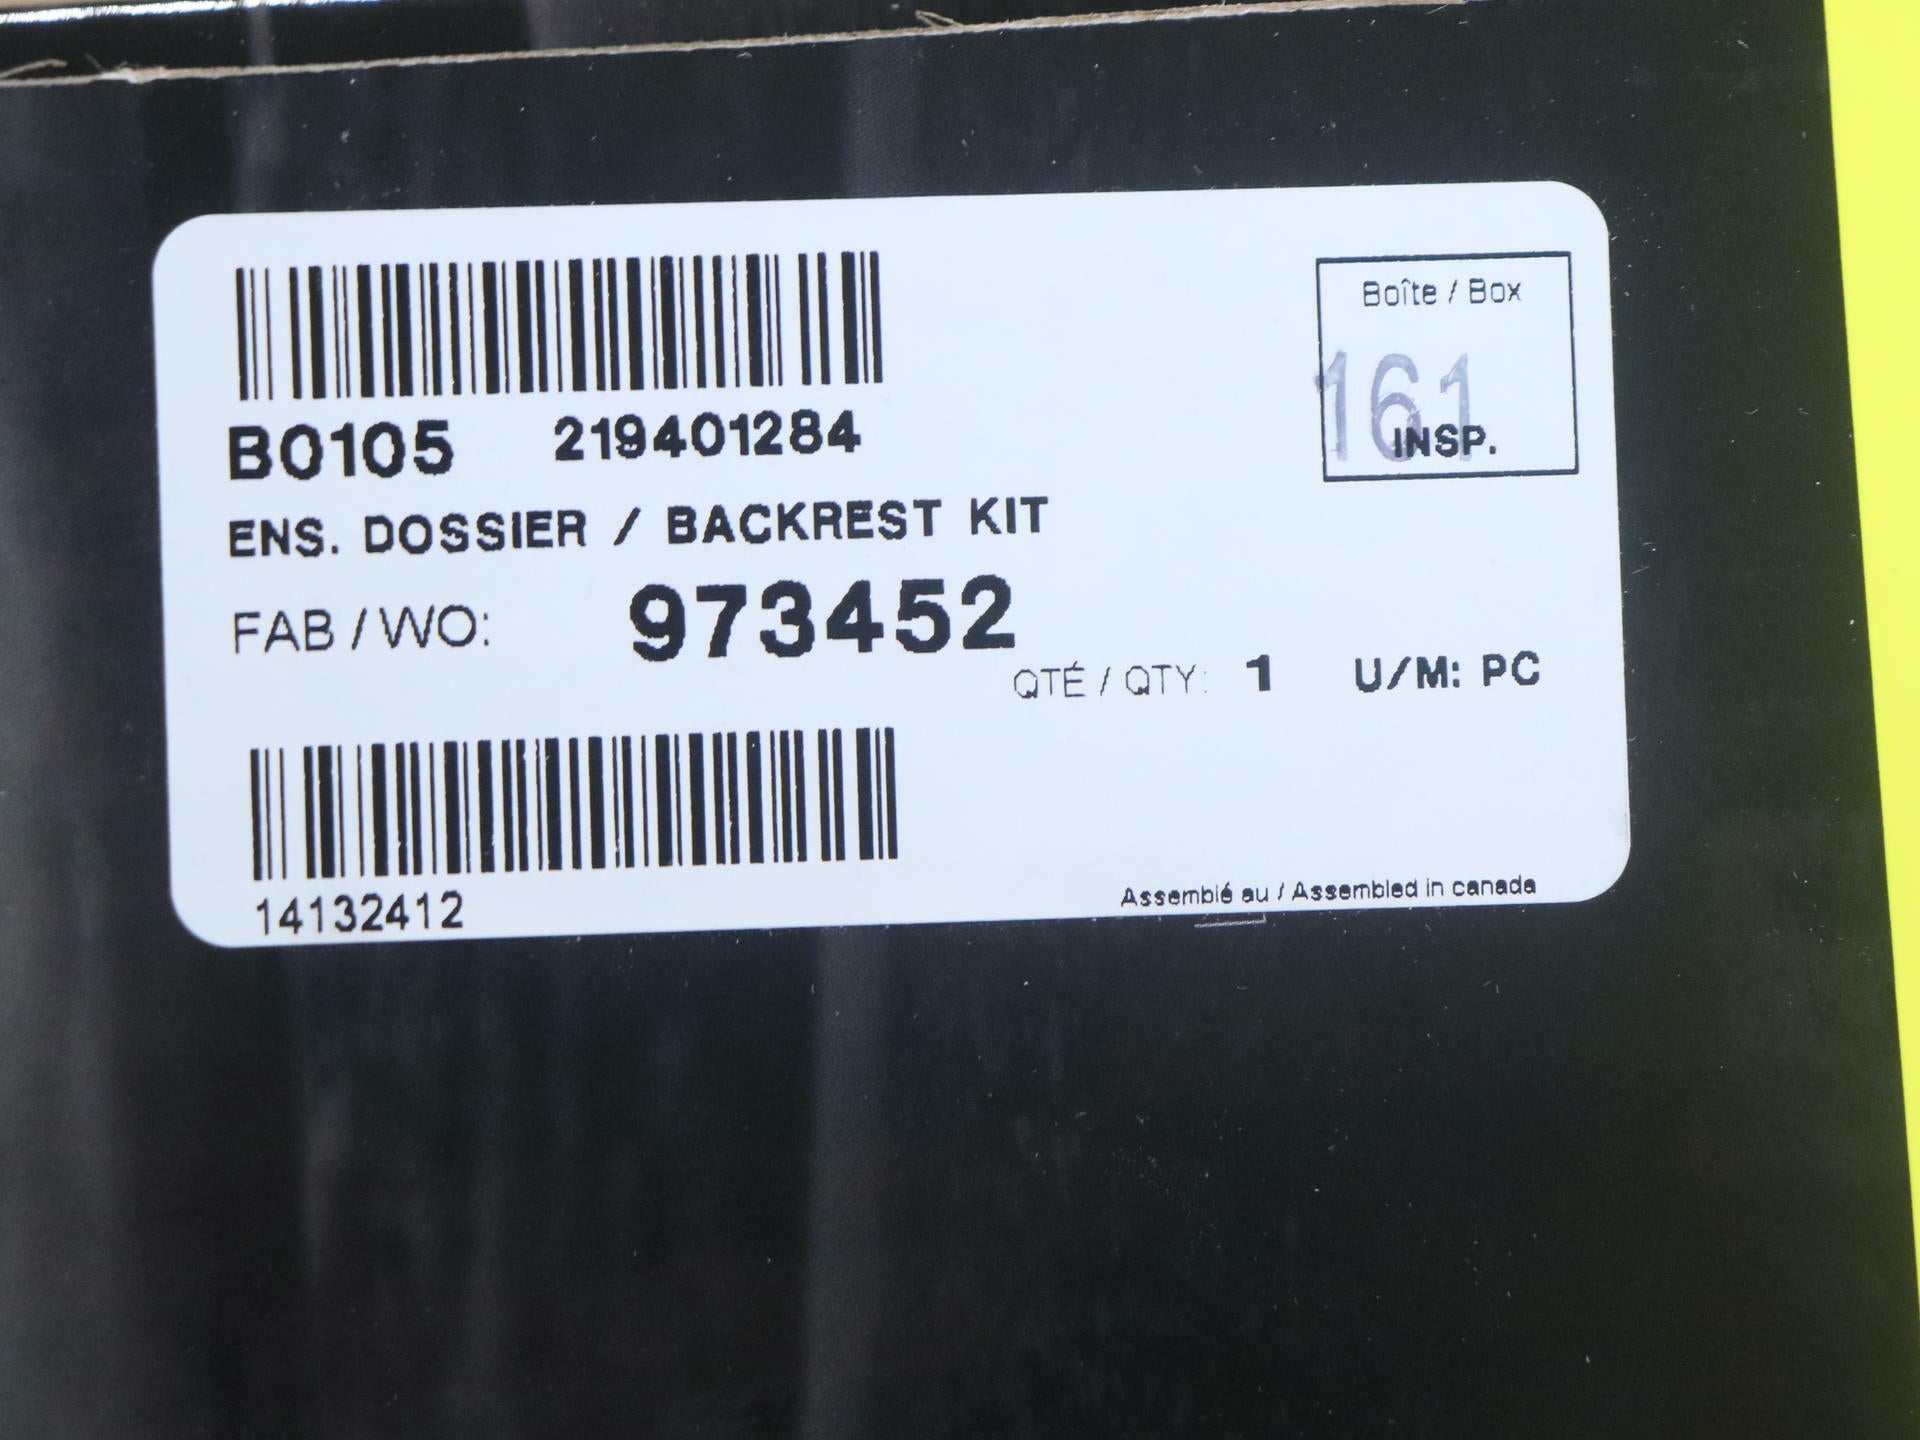 Boîte / Box
161
INSP.
B0105 219401284
ENS. DOSSIER / BACKREST KIT
FAB / WO: 973452
QTÉ / QTY: 1 U/M: PC
14132412
Assemblé au / Assembled in canada